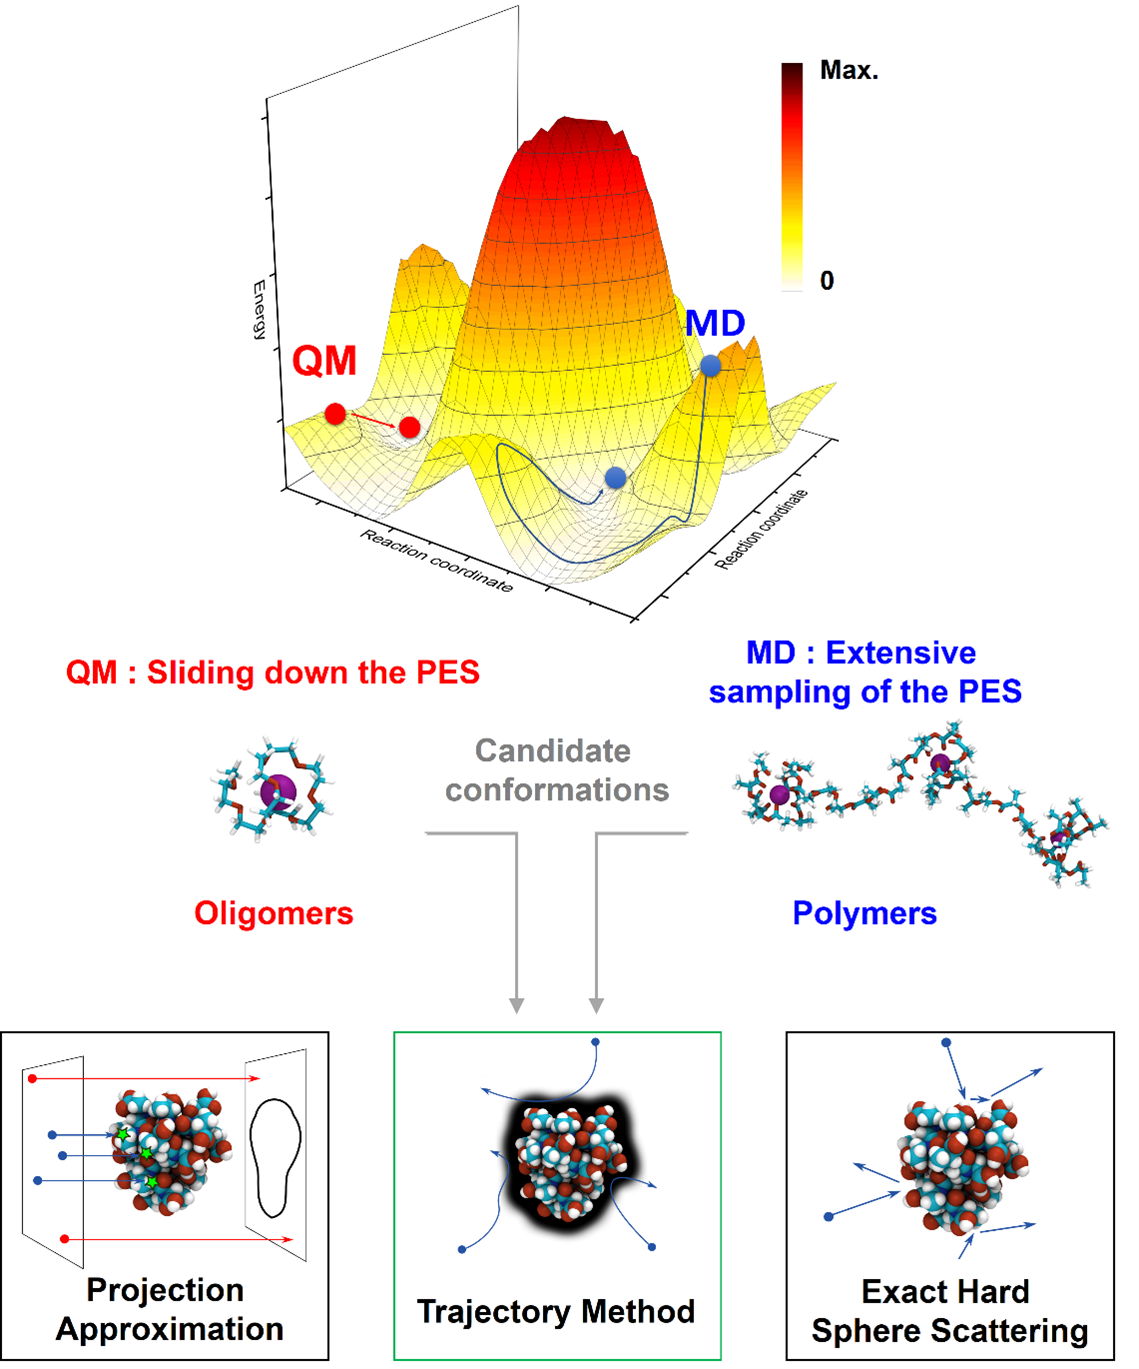 Max.
0
Energy
QM
MD
Reaction coordinate
Reaction coordinate
QM : Sliding down the PES
MD : Extensive
sampling of the PES
Candidate
conformations
Oligomers
Polymers
Projection
Approximation
Trajectory Method
Exact Hard
Sphere Scattering